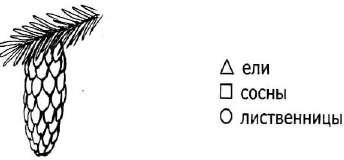 △ ели
□ сосны
○ лиственницы